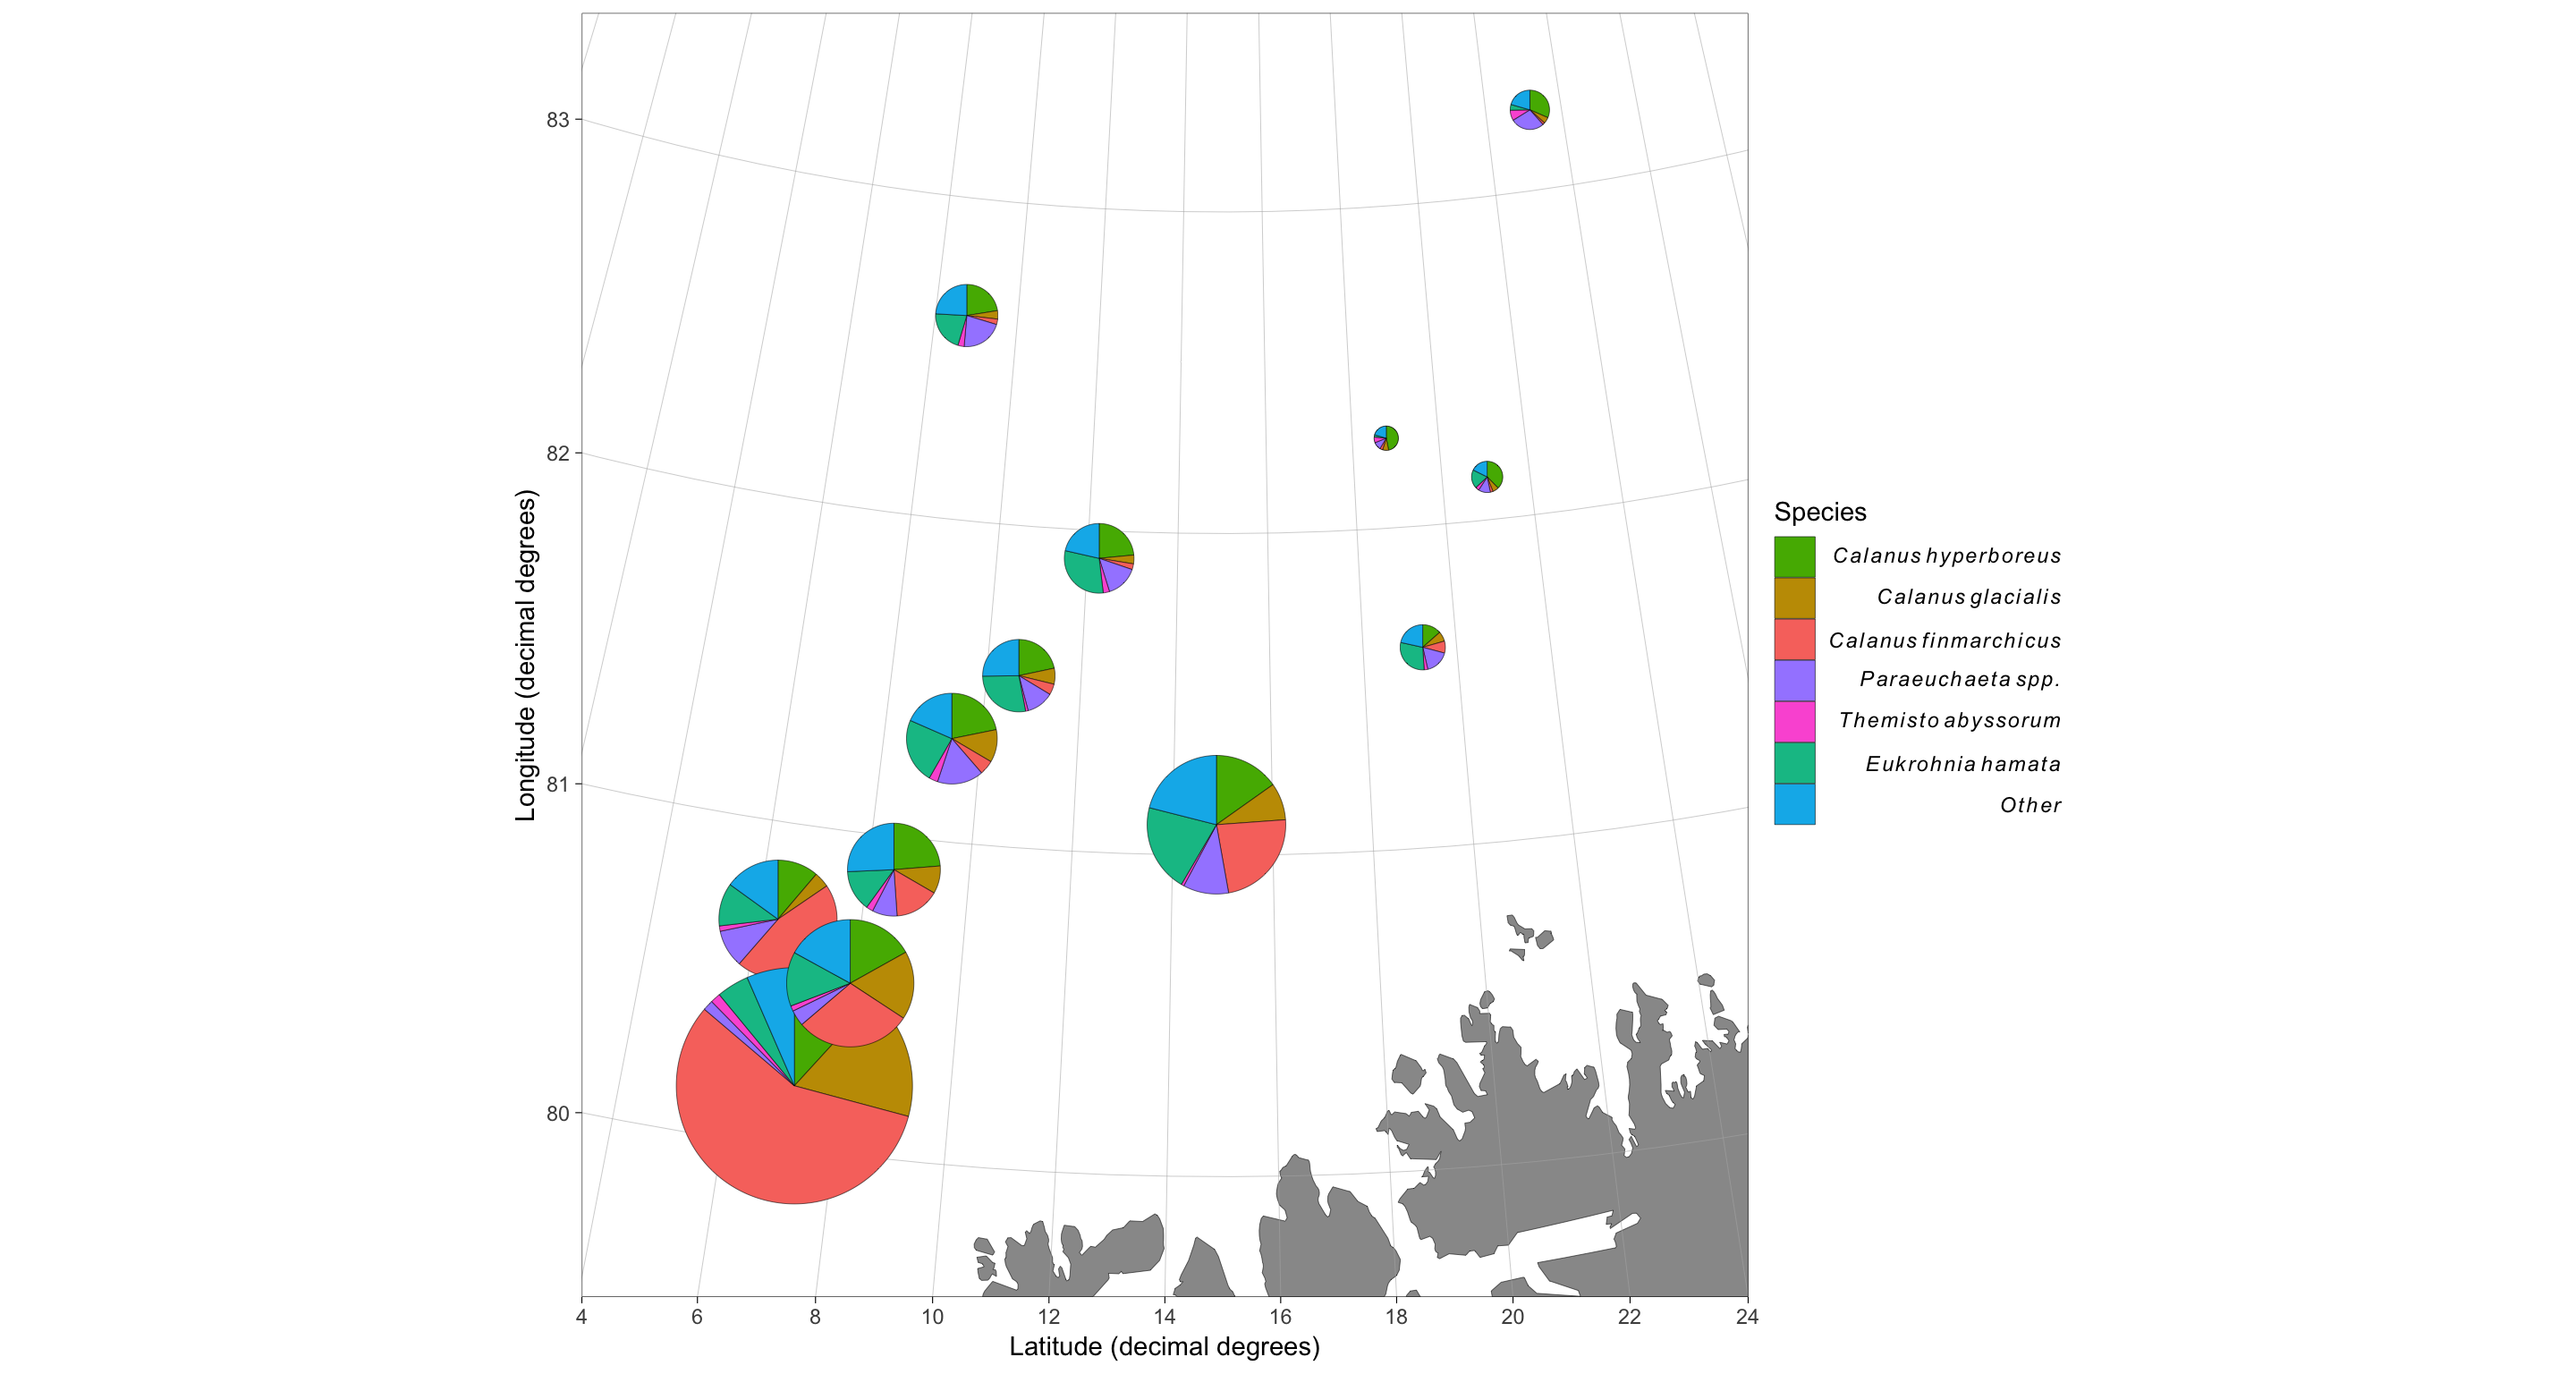 83
82
81
80
Longitude (decimal degrees)
4 6 8 10 12 14 16 18 20 22 24
Latitude (decimal degrees)
Species
Calanus hyperboreus
Calanus glacialis
Calanus finmarchicus
Paraeuchaeta spp.
Themisto abyssorum
Eukrohnia hamata
Other